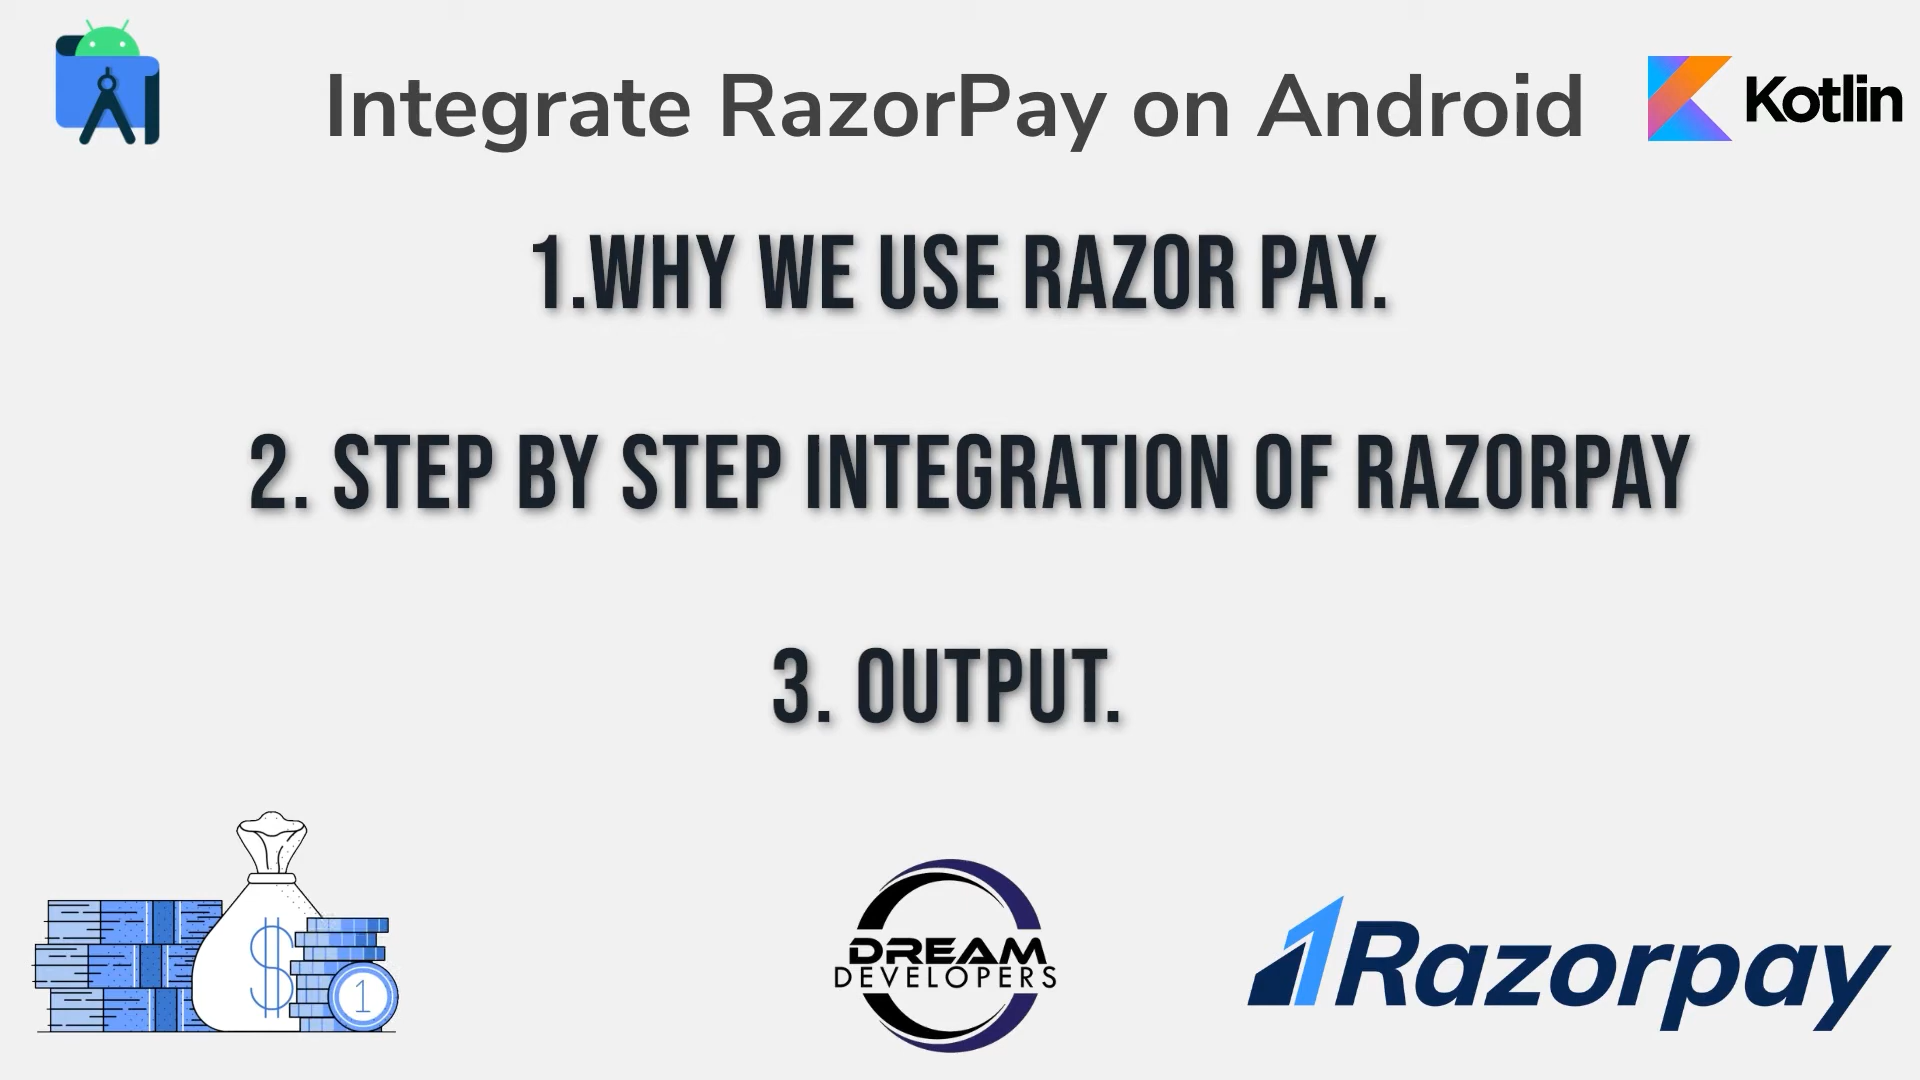 Integrate RazorPay on Android
Kotlin
1.WHY WE USE RAZOR PAY.
2. STEP BY STEP INTEGRATION OF RAZORPAY
3. OUTPUT.
$
1
DREAM
DEVELOPERS
Razorpay